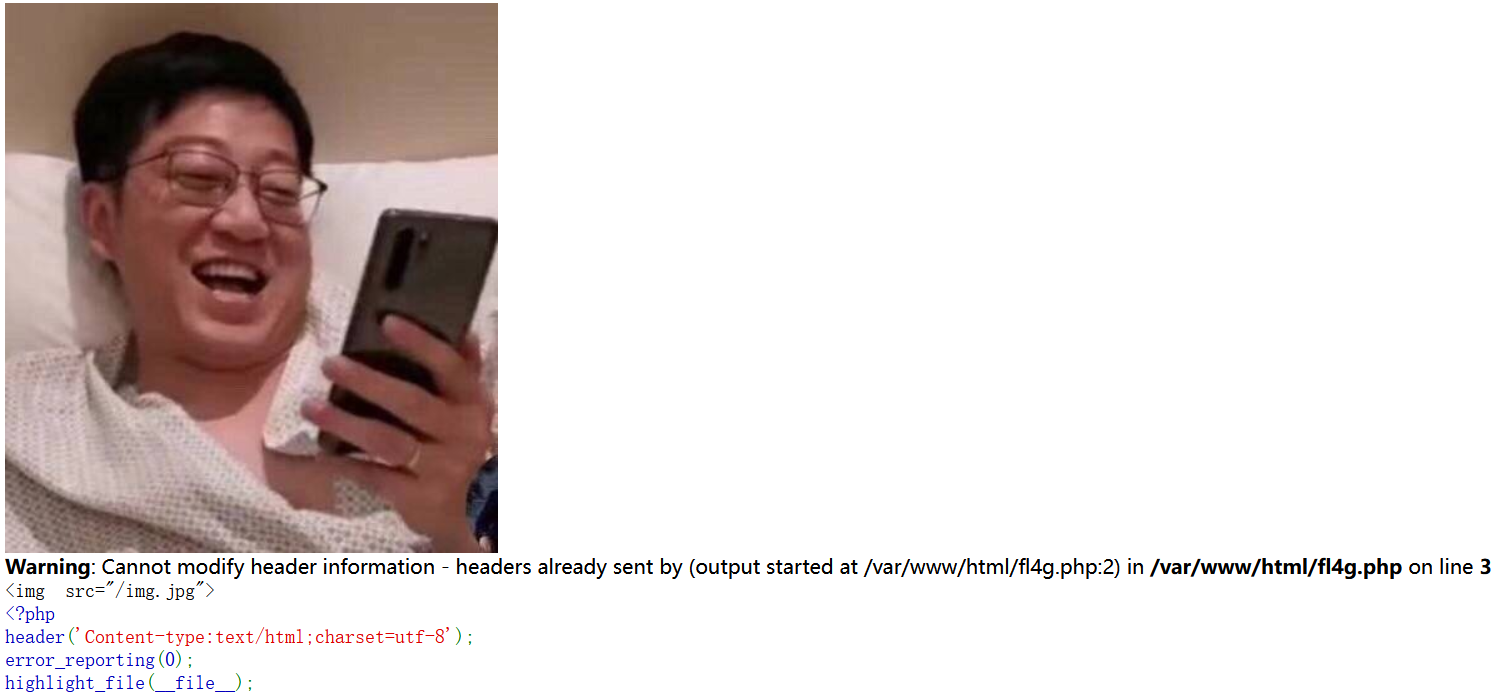 Warning: Cannot modify header information - headers already sent by (output started at /var/www/html/fl4g.php:2) in /var/www/html/fl4g.php on line 3
<img  src="/img.jpg">
<?php
header('Content-type:text/html;charset=utf-8');
error_reporting(0);
highlight_file(__file__);